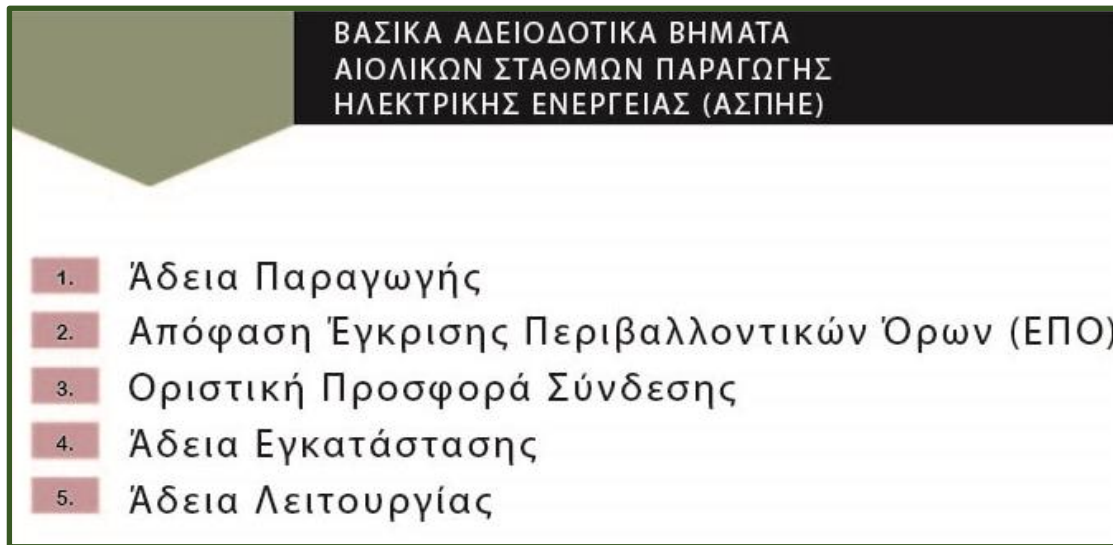 ΒΑΣΙΚΑ ΑΔΕΙΟΔΟΤΙΚΑ ΒΗΜΑΤΑ
ΑΙΟΛΙΚΩΝ ΣΤΑΘΜΩΝ ΠΑΡΑΓΩΓΗΣ
ΗΛΕΚΤΡΙΚΗΣ ΕΝΕΡΓΕΙΑΣ (ΑΣΠΗΕ)
1. Άδεια Παραγωγής
2. Απόφαση Έγκρισης Περιβαλλοντικών Όρων (ΕΠΟ)
3. Οριστική Προσφορά Σύνδεσης
4. Άδεια Εγκατάστασης
5. Άδεια Λειτουργίας